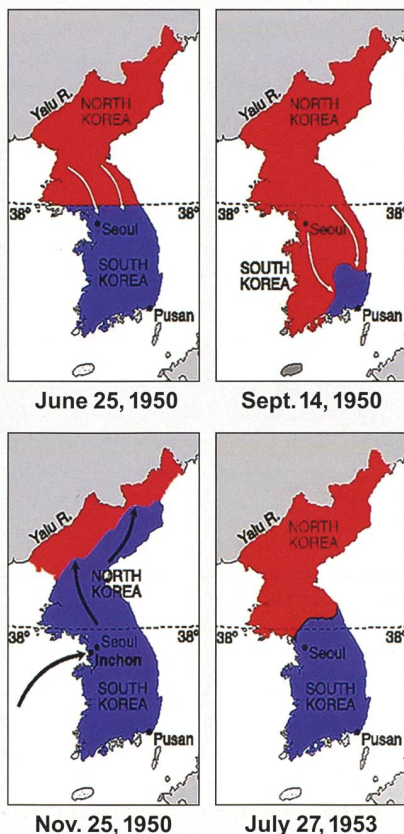 Yalu R.
NORTH
KOREA
38°
38°
Seoul
SOUTH
KOREA
Pusan
June 25, 1950
Yalu R.
NORTH
KOREA
38°
38°
Seoul
SOUTH
KOREA
Pusan
Sept. 14, 1950
Yalu R.
NORTH
KOREA
38°
38°
Seoul
Inchon
SOUTH
KOREA
Pusan
Nov. 25, 1950
Yalu R.
NORTH
KOREA
38°
Seoul
SOUTH
KOREA
Pusan
July 27, 1953